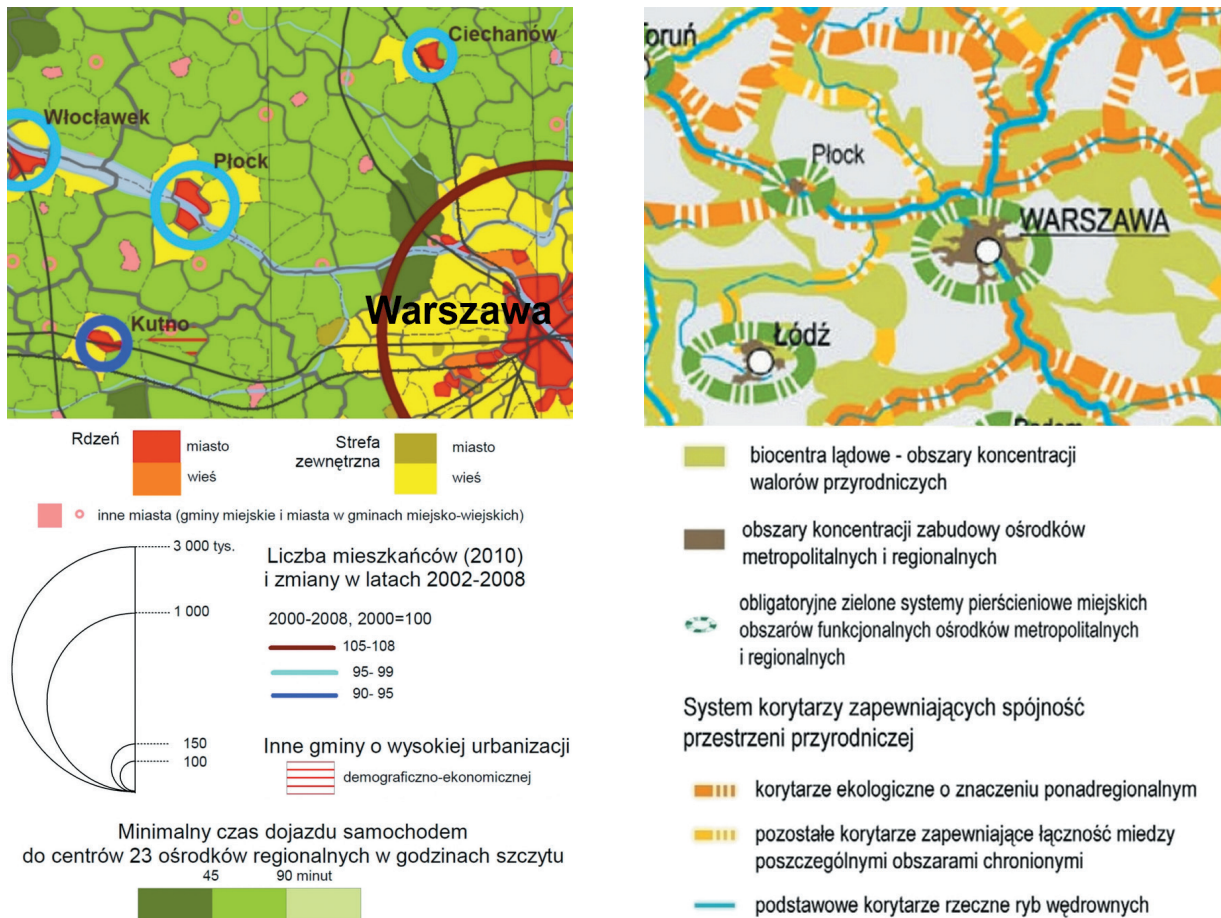 Ciechanów
Włocławek
Płock
Warszawa
Kutno
Rdzeń
miasto
wieś
Strefa
zewnętrzna
miasto
wieś
inne miasta (gminy miejskie i miasta w gminach miejsko-wiejskich)
3 000 tys.
1 000
150
100
Liczba mieszkańców (2010)
i zmiany w latach 2002-2008
2000-2008, 2000=100
105-108
95- 99
90- 95
Inne gminy o wysokiej urbanizacji
demograficzno-ekonomicznej
Minimalny czas dojazdu samochodem
do centrów 23 ośrodków regionalnych w godzinach szczytu
45 90 minut
oruń
Płock
WARSZAWA
Łódź
biocentra lądowe - obszary koncentracji
walorów przyrodniczych
obszary koncentracji zabudowy ośrodków
metropolitalnych i regionalnych
obligatoryjne zielone systemy pierścieniowe miejskich
obszarów funkcjonalnych ośrodków metropolitalnych
i regionalnych
System korytarzy zapewniających spójność
przestrzeni przyrodniczej
korytarze ekologiczne o znaczeniu ponadregionalnym
pozostałe korytarze zapewniające łączność miedzy
poszczególnymi obszarami chronionymi
podstawowe korytarze rzeczne ryb wędrownych